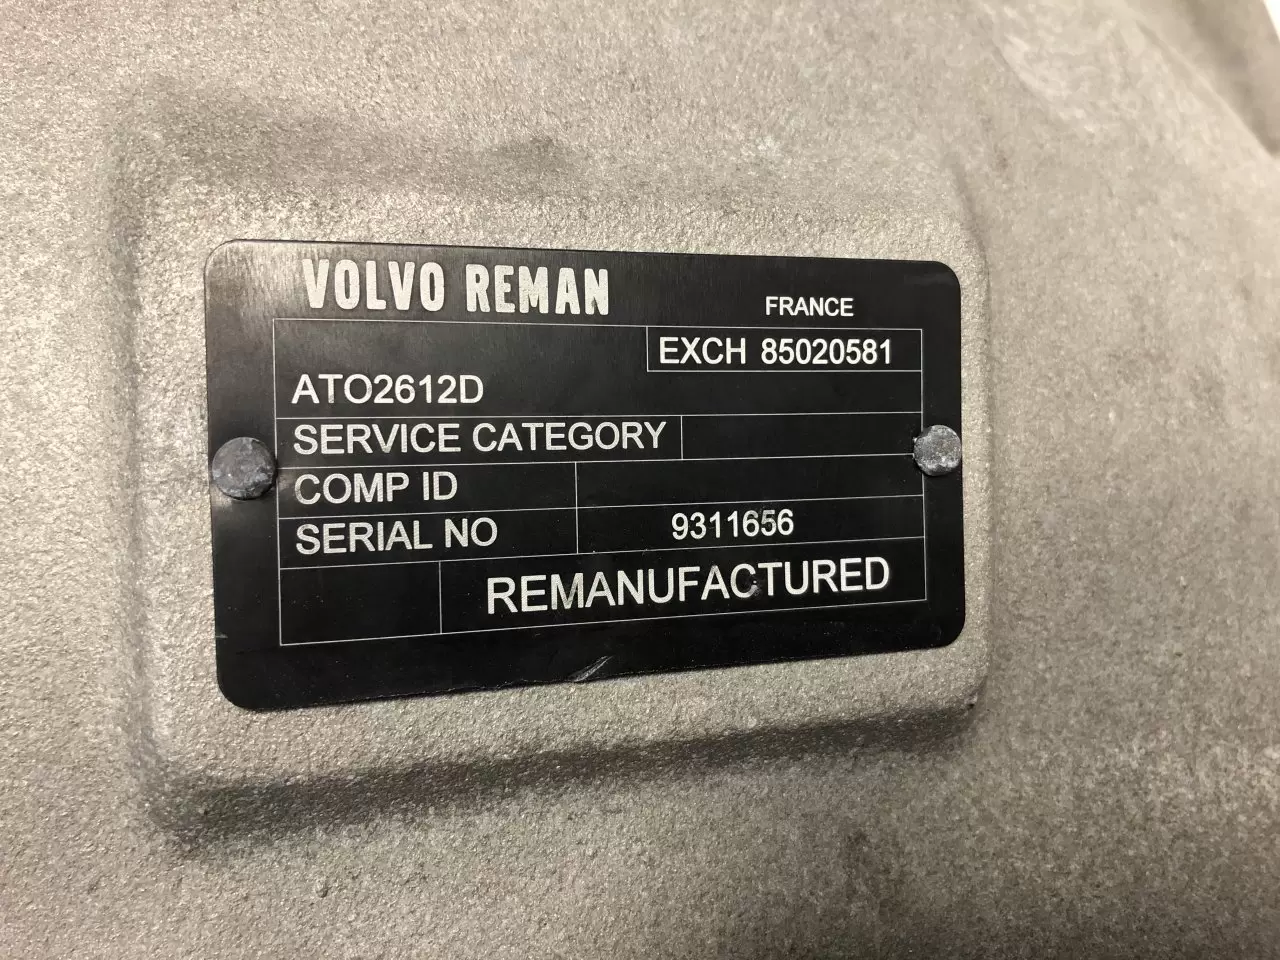 VOLVO REMAN
FRANCE
EXCH 85020581
ATO2612D
SERVICE CATEGORY
COMP ID
SERIAL NO 9311656
REMANUFACTURED